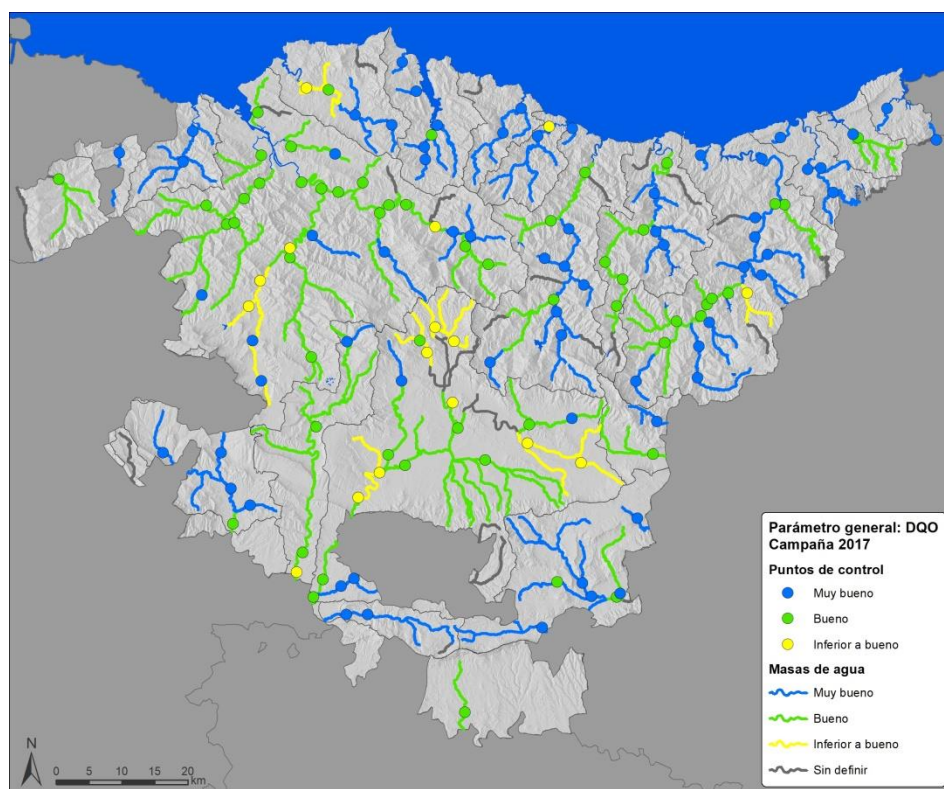 Parámetro general: DQO
Campaña 2017
Puntos de control
Muy bueno
Bueno
Inferior a bueno
Masas de agua
Muy bueno
Bueno
Inferior a bueno
Sin definir
N
0 5 10 15 20
km